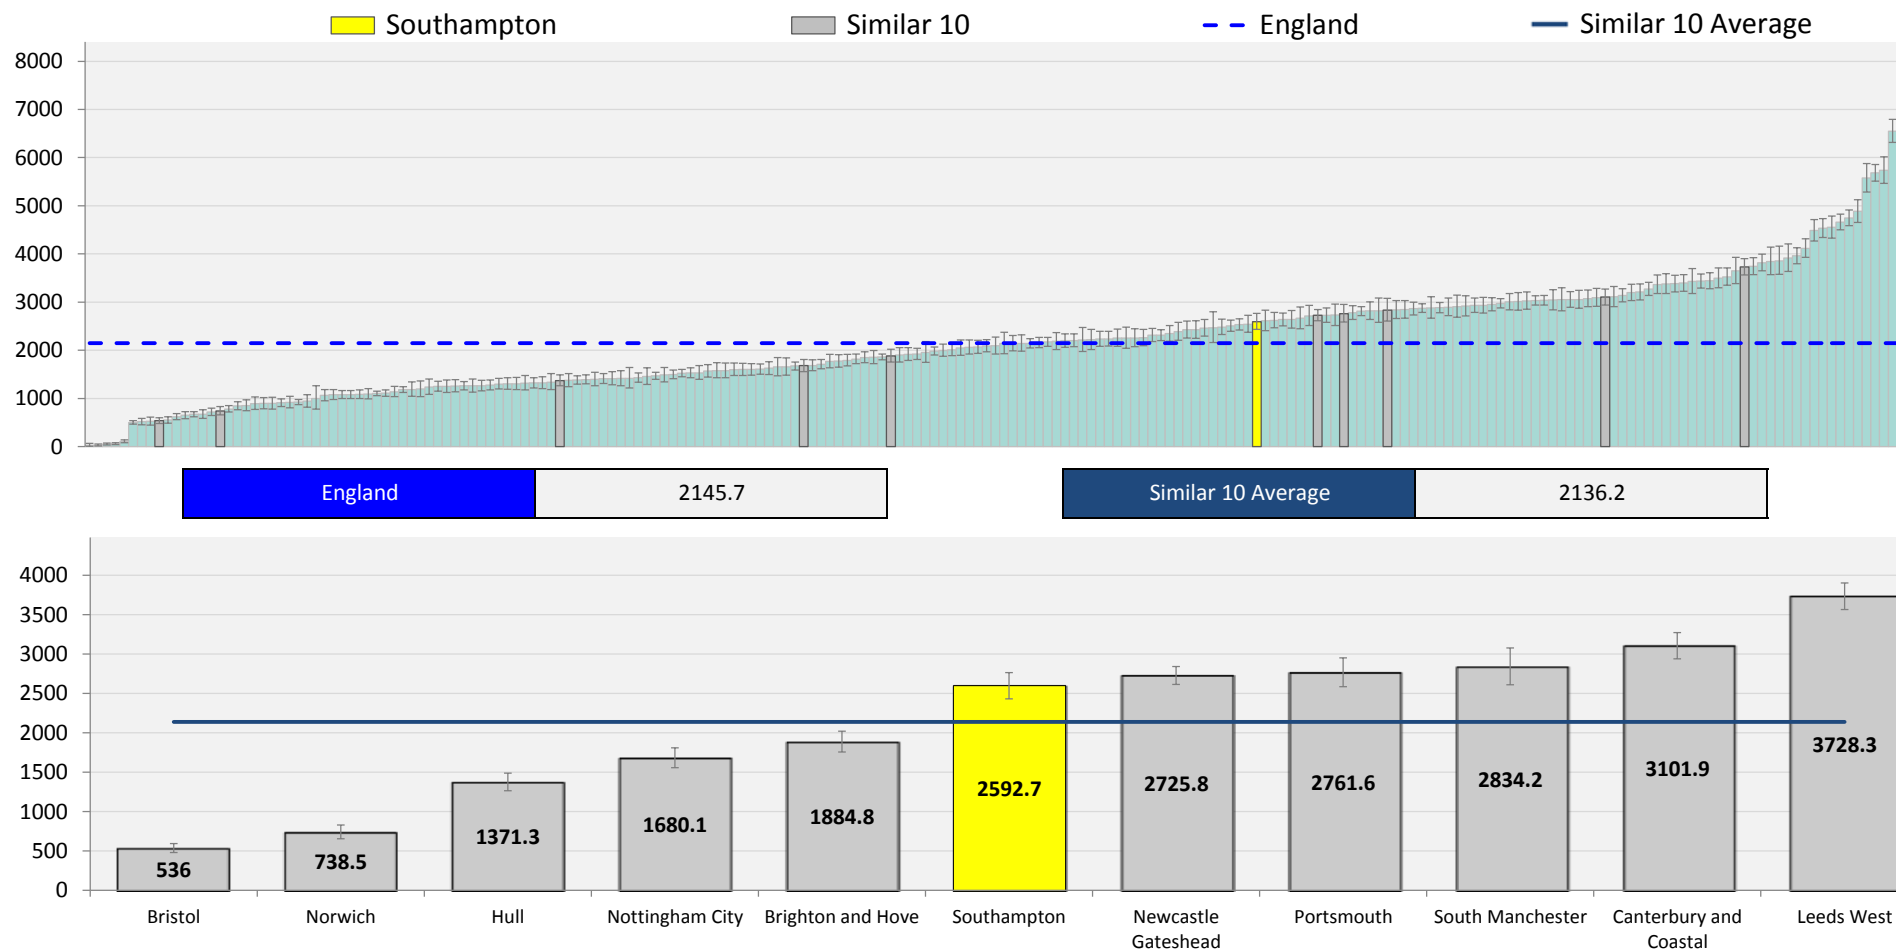 Southampton
Similar 10
England
Similar 10 Average
8000
7000
6000
5000
4000
3000
2000
1000
0
England
2145.7
Similar 10 Average
2136.2
4000
3500
3000
2500
2000
1500
1000
500
0
536
738.5
1371.3
1680.1
1884.8
2592.7
2725.8
2761.6
2834.2
3101.9
3728.3
Bristol
Norwich
Hull
Nottingham City
Brighton and Hove
Southampton
Newcastle
Gateshead
Portsmouth
South Manchester
Canterbury and
Coastal
Leeds West